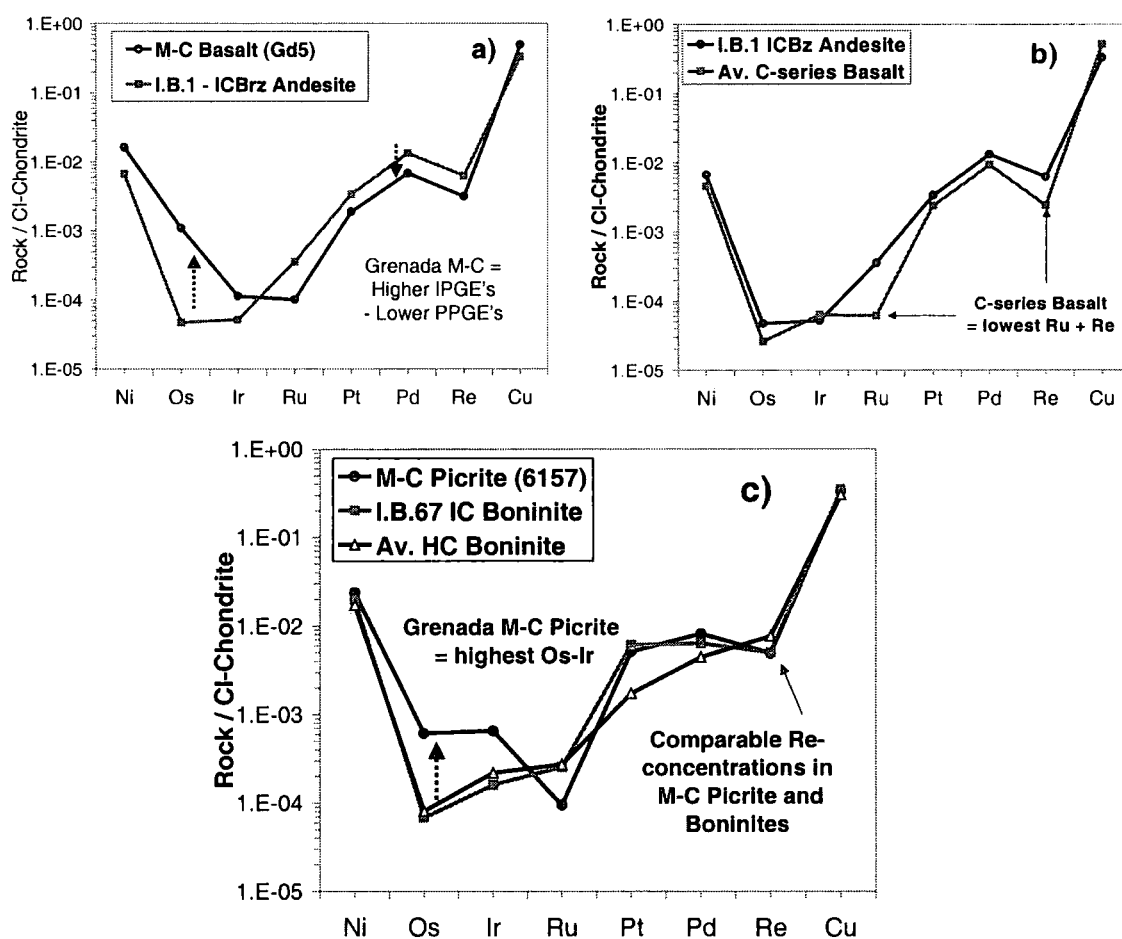 a)
M-C Basalt (Gd5)
I.B.1 - ICBrz Andesite
Rock / CI-Chondrite
1.E+00
1.E-01
1.E-02
1.E-03
1.E-04
1.E-05
Grenada M-C =
Higher IPGE's
- Lower PPGE's
Ni Os Ir Ru Pt Pd Re Cu
b)
I.B.1 ICBz Andesite
Av. C-series Basalt
Rock / CI-Chondrite
1.E+00
1.E-01
1.E-02
1.E-03
1.E-04
1.E-05
C-series Basalt
= lowest Ru + Re
Ni Os Ir Ru Pt Pd Re Cu
c)
M-C Picrite (6157)
I.B.67 IC Boninite
Av. HC Boninite
Rock / CI-Chondrite
1.E+00
1.E-01
1.E-02
1.E-03
1.E-04
1.E-05
Grenada M-C Picrite
= highest Os-Ir
Comparable Re-
concentrations in
M-C Picrite and
Boninites
Ni Os Ir Ru Pt Pd Re Cu